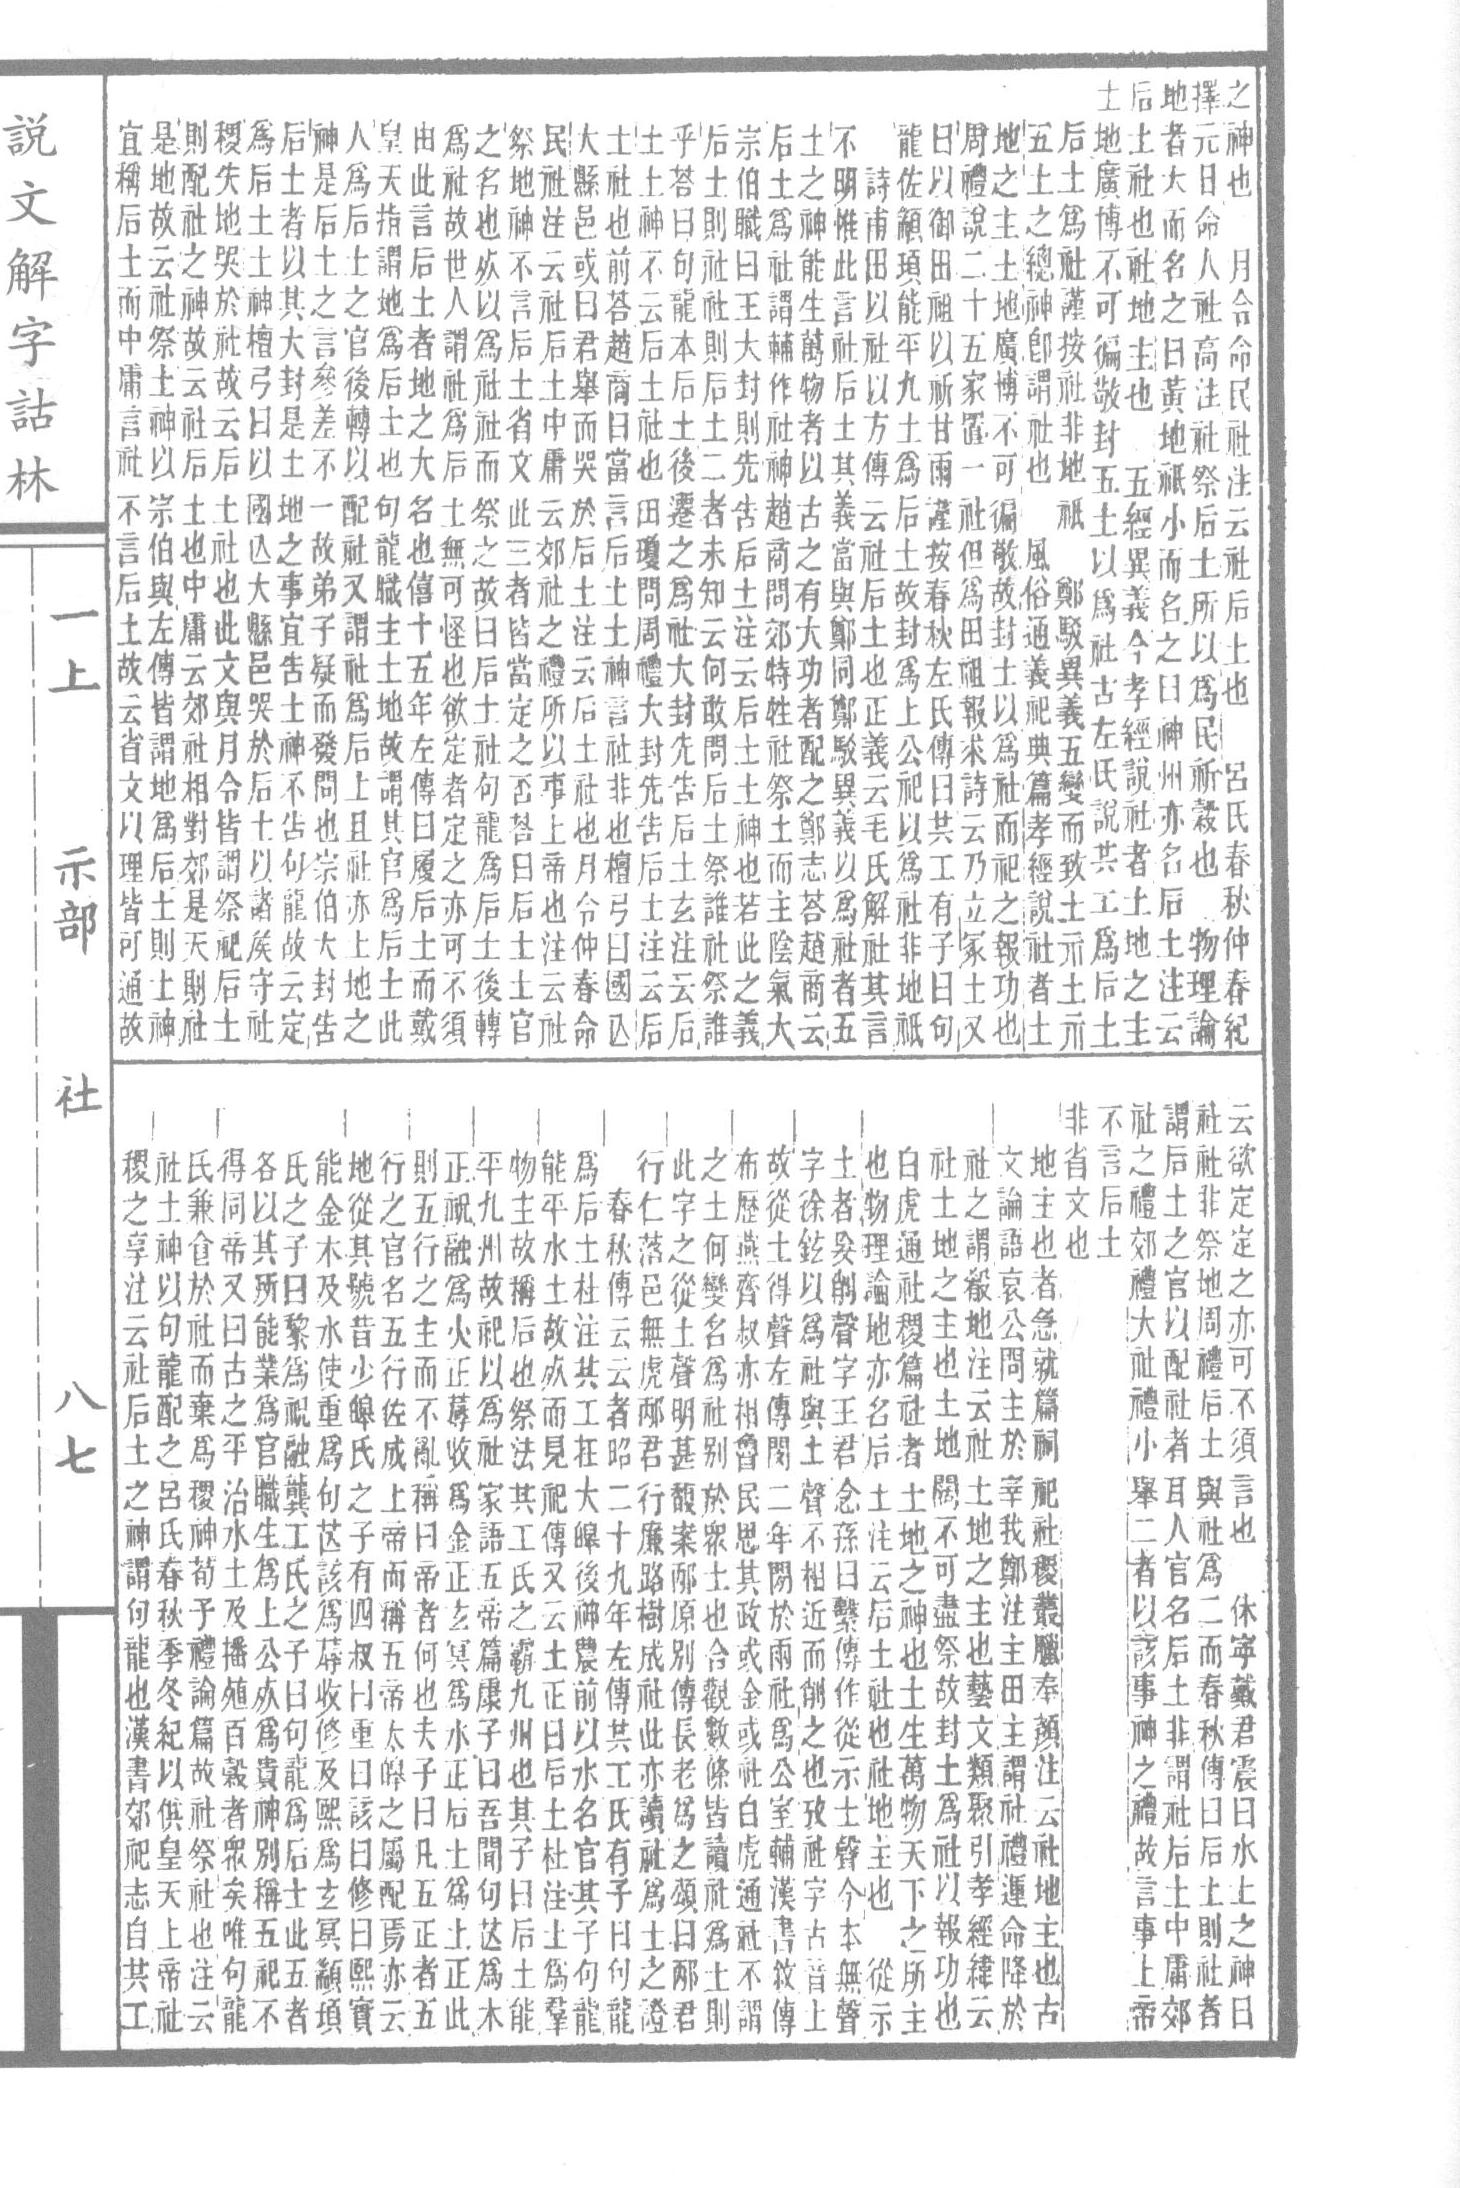 之神也　月令命民社注云社后土也　呂氏春秋仲春紀
擇元日命人社高注社祭后土所以爲民祈穀也　物理論
地者大而名之曰黃地祇小而名之曰神州亦名后土注云
后土社也社地主也　五經異義今孝經說社者土地之主
土地廣博不可徧敬封五土以爲社古左氏說共工爲后土
后土爲社謹按社非地祇　鄭駁異義五變而致土示土示
五土之總神卽謂社也　風俗通義祀典篇孝經說社者土
地之主土地廣博不可徧敬故封土以爲社而祀之報功也
周禮說二十五家置一社但爲田祖報求詩云乃立冢土又
曰以御田祖以祈甘雨謹按春秋左氏傳曰共工有子曰句
龍佐顓頊能平九土爲后土故封爲上公祀以爲社非地祇
詩甫田以社以方傳云社后土也正義云毛氏解社其言
不明惟此言社后土其義當與鄭同鄭駁異義以爲社者五
土之神能生萬物者以古之有大功者配之鄭志荅趙商云
后土爲社謂輔作社神趙商問郊特牲社祭土而主陰氣大
宗伯職曰王大封則先告后土注云后土土神也若此之義
后土則社社則后土二者未知云何敢問后土祭誰社祭誰
乎荅曰句龍本后土後遷之爲社大封先告后土玄注云后
土土神不云后土社也田瓊問周禮大封先告后土注云后
土社也前荅趙商曰當言后土土神言社非也檀弓曰國亡
大縣邑或曰君舉而哭於后土注云后土社也月令仲春命
民社注云社后土中庸云郊社之禮所以事上帝也注云社
祭地神不言后土省文此三者皆當定之否荅曰后土土官
之名也死以爲社社而祭之故曰后土社句龍爲后土後轉
爲社故世人謂社爲后土無可怪也欲定者定之亦可不須
由此言后土者地之大名也僖十五年左傳曰履后土而戴
皇天指謂地爲后土也句龍職主土地故謂其官爲后土此
人爲后土之官後轉以配社又謂社爲后土且社亦土地之
神是后土之言參差不一故弟子疑而發問也宗伯大封告
后土者以其大封是土地之事宜告土神不告句龍故云定
爲后土土神檀弓曰以國亡大縣邑哭於后土以諸矦守社
稷失地哭於社故云后土社也此文與月令皆謂祭祀后土
則配社之神故云社后土也中庸云郊社相對郊是天則社
是地故云社祭土神以宗伯與左傳皆謂地爲后土則土神
宜稱后土而中庸言社不言后土故云省文以理皆可通故
云欲定定之亦可不須言也　休寧戴君震曰水土之神曰
社社非祭地周禮后土與社爲二而春秋傳曰后土則社者
謂后土之官以配社者耳人官名后土非謂社后土中庸郊
社之禮郊禮大社禮小舉二者以該事神之禮故言事上帝
不言后土
非省文也
地主也者急就篇祠祀社稷叢臘奉顏注云社地主也古
文論語哀公問主於宰我鄭注主田主謂社禮運命降於
社之謂殽地注云社土地之主也藝文類聚引孝經緯云
社土地之主也土地闊不可盡祭故封土爲社以報功也
白虎通社稷篇社者土地之神也土生萬物天下之所主
也物理論地亦名后土注云后土社也社地主也　從示
土者妟削聲字王君念孫曰繫傳作從示土聲今本無聲
字徐鉉以爲社與土聲不相近而削之也攷社字古音土
故從土得聲左傳閔二年閒於兩社爲公室輔漢書敘傳
布歷燕齊叔亦相魯民思其政或金或社白虎通社不謂
之土何變名爲社別於衆土也合觀數條皆讀社爲土則
此字之從土聲明甚馥案邴原別傳長老爲之頌曰邴君
行仁落邑無虎邴君行廉路樹成社此亦讀社爲土之證
春秋傳云云者昭二十九年左傳共工氏有子曰句龍
爲后土杜注共工在大皥後神農前以水名官其子句龍
能平水土故死而見祀傳又云土正曰后土杜注土爲羣
物主故稱后也祭法共工氏之霸九州也其子曰后土能
平九州故祀以爲社家語五帝篇康子曰吾聞句芒爲木
正祝融爲火正蓐收爲金正玄冥爲水正后土爲土正此
則五行之主而不亂稱曰帝者何也夫子曰凡五正者五
行之官名五行佐成上帝而稱五帝太皥之屬配焉亦云
地從其號昔少皥氏之子有四叔曰重曰該曰修曰熙實
能金木及水使重爲句芒該爲蓐收修及熙爲玄冥顓頊
氏之子曰黎爲祝融龔工氏之子曰句龍爲后土此五者
各以其所能業爲官職生爲上公死爲貴神別稱五祀不
得同帝又曰古之平治水土及播殖百穀者衆矣唯句龍
氏兼食於社而棄爲稷神荀子禮論篇故社祭社也注云
社土神以句龍配之呂氏春秋季冬紀以供皇天上帝社
稷之享注云社后土之神謂句龍也漢書郊祀志自共工
說文解字詁林
一上　示部　社　八七